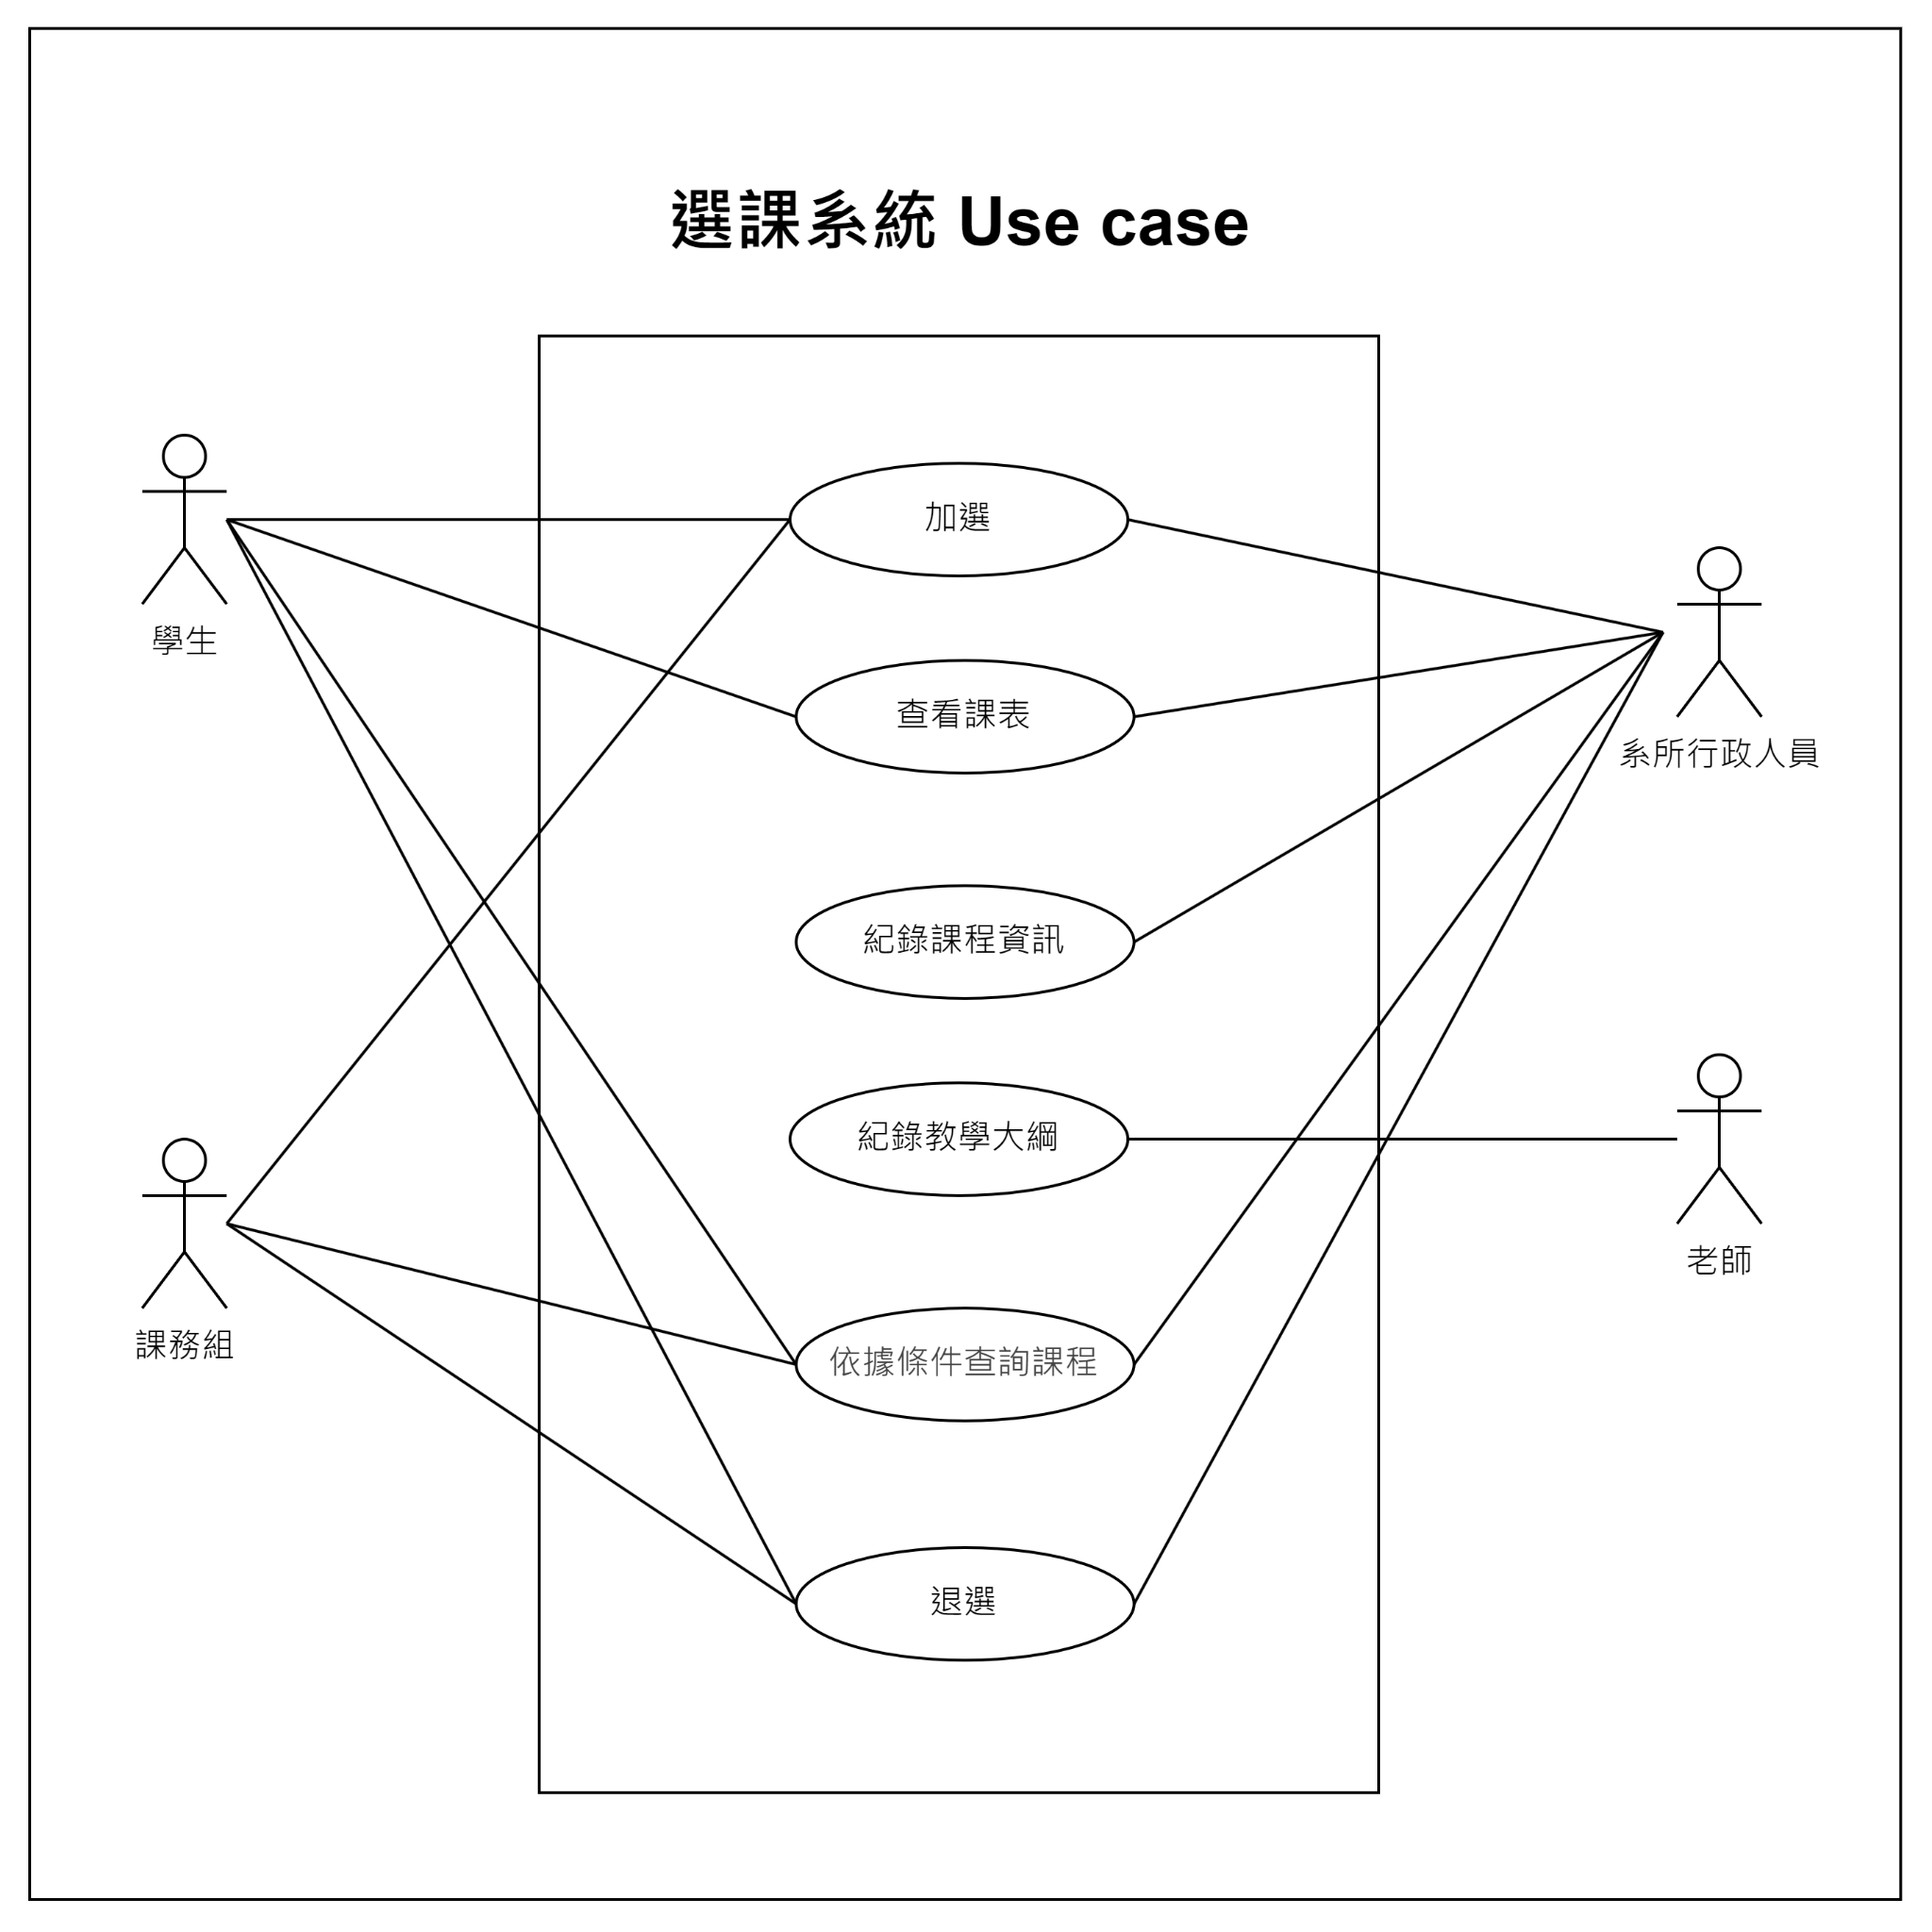 選課系統 Use case
加選
學生
查看課表
系所行政人員
紀錄課程資訊
紀錄教學大綱
老師
課務組
依據條件查詢課程
退選